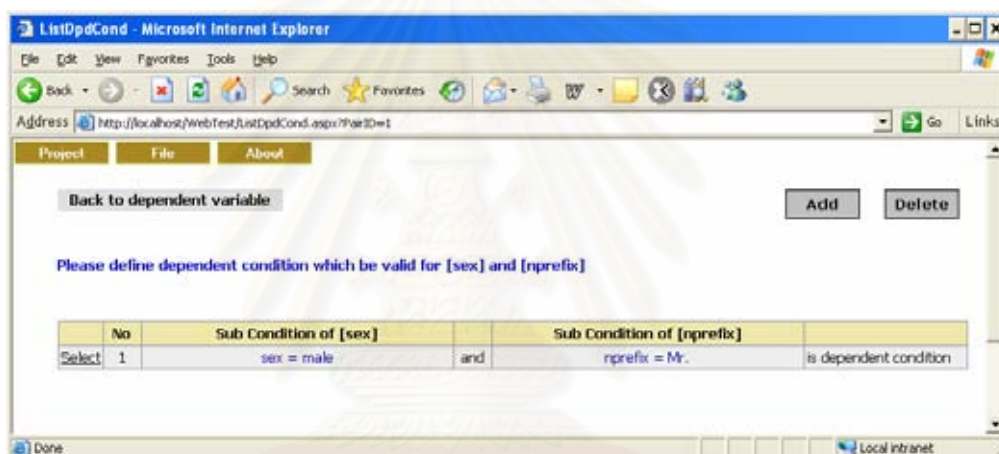 ListDpdCond - Microsoft Internet Explorer
File Edit View Favorites Tools Help
Back Search Favorites
Address http://localhost/WebTest/ListDpdCond.aspx?PairID=1 Go Links
Project File About
Back to dependent variable Add Delete
Please define dependent condition which be valid for [sex] and [nprefix]
No Sub Condition of [sex] Sub Condition of [nprefix]
Select 1 sex = male and nprefix = Mr. is dependent condition
Done Local intranet